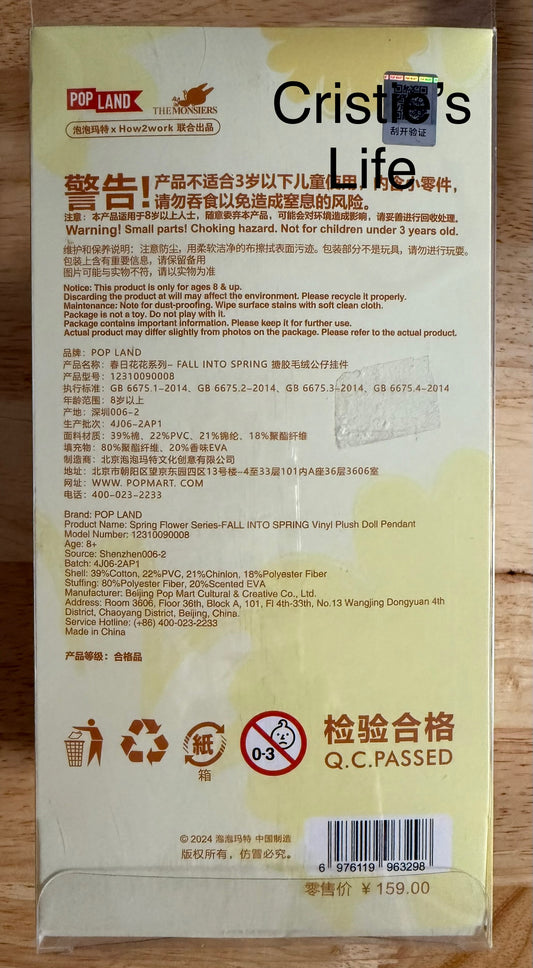 Cristie's
Life
POP LAND
THE MONSTERS
泡泡玛特 x How2work 联合出品
刮开验证
警告! 产品不适合3岁以下儿童使用，内含小零件，
请勿吞食以免造成窒息的风险。
注意：本产品适用于8岁以上人士，随意委弃本产品，可能会对环境造成影响，请妥善进行回收处理。
Warning! Small parts! Choking hazard. Not for children under 3 years old.
维护和保养说明：注意防尘，用柔软洁净的布擦拭表面污迹。包装部分不是玩具，请勿进行玩耍。
包装上含有重要信息，请保留备用
图片可能与实物不符，请以实物为准
Notice: This product is only for ages 8 & up.
Discarding the product at will may affect the environment. Please recycle it properly.
Maintenance: Note for dust-proofing. Wipe surface stains with soft clean cloth.
Package is not a toy. Do not play with it.
Package contains important information. Please keep it for further use.
Actual product may differ slightly from photos on the package. Please refer to the actual product.
品牌：POP LAND
产品名称：春日花花系列– FALL INTO SPRING 搪胶毛绒公仔挂件
产品型号：12310090008
执行标准：GB 6675.1–2014、GB 6675.2–2014、GB 6675.3–2014、GB 6675.4–2014
年龄范围：8岁以上
产地：深圳006-2
生产批次：4J06-2AP1
面料材质：39%棉、22%PVC、21%锦纶、18%聚酯纤维
填充物：80%聚酯纤维、20%香味EVA
制造商：北京泡泡玛特文化创意有限公司
地址：北京市朝阳区望京东园四区13号楼–4至33层101内A座36层3606室
网址：WWW. POPMART. COM
电话：400-023-2233
Brand: POP LAND
Product Name: Spring Flower Series-FALL INTO SPRING Vinyl Plush Doll Pendant
Model Number: 12310090008
Age: 8+
Source: Shenzhen006-2
Batch: 4J06-2AP1
Shell: 39%Cotton, 22%PVC, 21%Chinlon, 18%Polyester Fiber
Stuffing: 80%Polyester Fiber, 20%Scented EVA
Manufacturer: Beijing Pop Mart Cultural & Creative Co., Ltd.
Address: Room 3606, Floor 36th, Block A, 101, Fl 4th-33th, No.13 Wangjing Dongyuan 4th
District, Chaoyang District, Beijing, China.
Service Hotline: (+86) 400-023-2233
Made in China
产品等级：合格品
紙
箱
0-3
检验合格
Q.C.PASSED
© 2024 泡泡玛特 中国制造
版权所有，仿冒必究。
6 976119 963298
零售价 ¥ 159.00